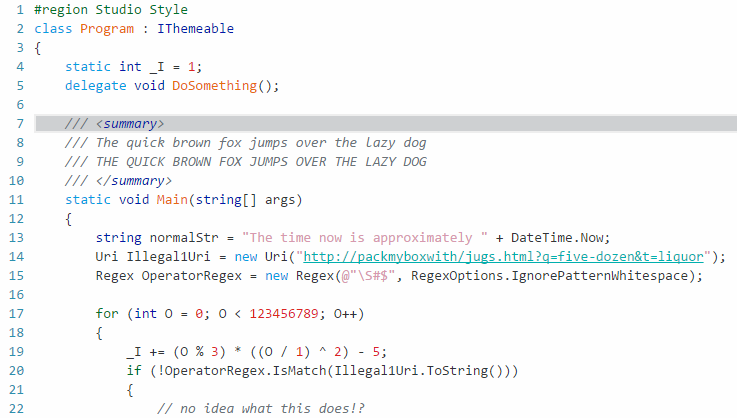 1 #region Studio Style
2 class Program : IThemeable
3 {
4     static int _I = 1;
5     delegate void DoSomething();
6
7     /// <summary>
8     /// The quick brown fox jumps over the lazy dog
9     /// THE QUICK BROWN FOX JUMPS OVER THE LAZY DOG
10     /// </summary>
11     static void Main(string[] args)
12     {
13         string normalStr = "The time now is approximately " + DateTime.Now;
14         Uri Illegal1Uri = new Uri("http://packmyboxwith/jugs.html?q=five-dozen&t=liquor");
15         Regex OperatorRegex = new Regex(@"\S#$", RegexOptions.IgnorePatternWhitespace);
16
17         for (int O = 0; O < 123456789; O++)
18         {
19             _I += (O % 3) * ((O / 1) ^ 2) - 5;
20             if (!OperatorRegex.IsMatch(Illegal1Uri.ToString()))
21             {
22                 // no idea what this does!?